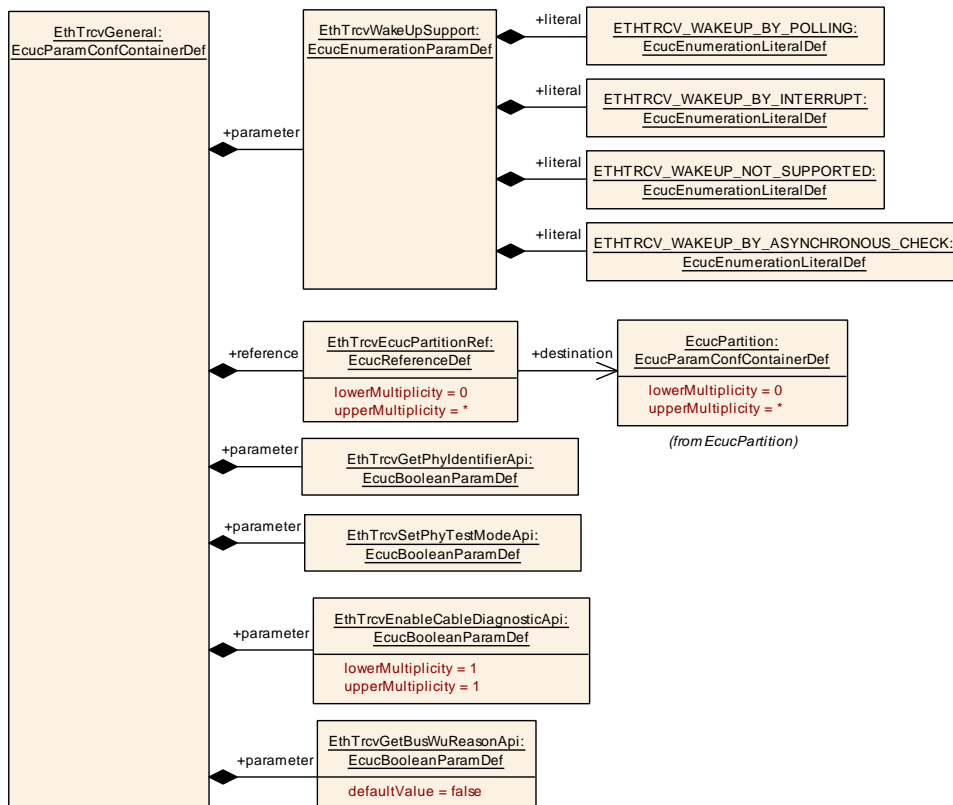 EthTrcvGeneral:
EcucParamConfContainerDef
+parameter
EthTrcvWakeUpSupport:
EcucEnumerationParamDef
+literal
ETHTRCV_WAKEUP_BY_POLLING:
EcucEnumerationLiteralDef
+literal
ETHTRCV_WAKEUP_BY_INTERRUPT:
EcucEnumerationLiteralDef
+literal
ETHTRCV_WAKEUP_NOT_SUPPORTED:
EcucEnumerationLiteralDef
+literal
ETHTRCV_WAKEUP_BY_ASYNCHRONOUS_CHECK:
EcucEnumerationLiteralDef
+reference
EthTrcvEcucPartitionRef:
EcucReferenceDef
lowerMultiplicity = 0
upperMultiplicity = *
+destination
EcucPartition:
EcucParamConfContainerDef
lowerMultiplicity = 0
upperMultiplicity = *
(from EcucPartition)
+parameter
EthTrcvGetPhyIdentifierApi:
EcucBooleanParamDef
+parameter
EthTrcvSetPhyTestModeApi:
EcucBooleanParamDef
+parameter
EthTrcvEnableCableDiagnosticApi:
EcucBooleanParamDef
lowerMultiplicity = 1
upperMultiplicity = 1
+parameter
EthTrcvGetBusWuReasonApi:
EcucBooleanParamDef
defaultValue = false